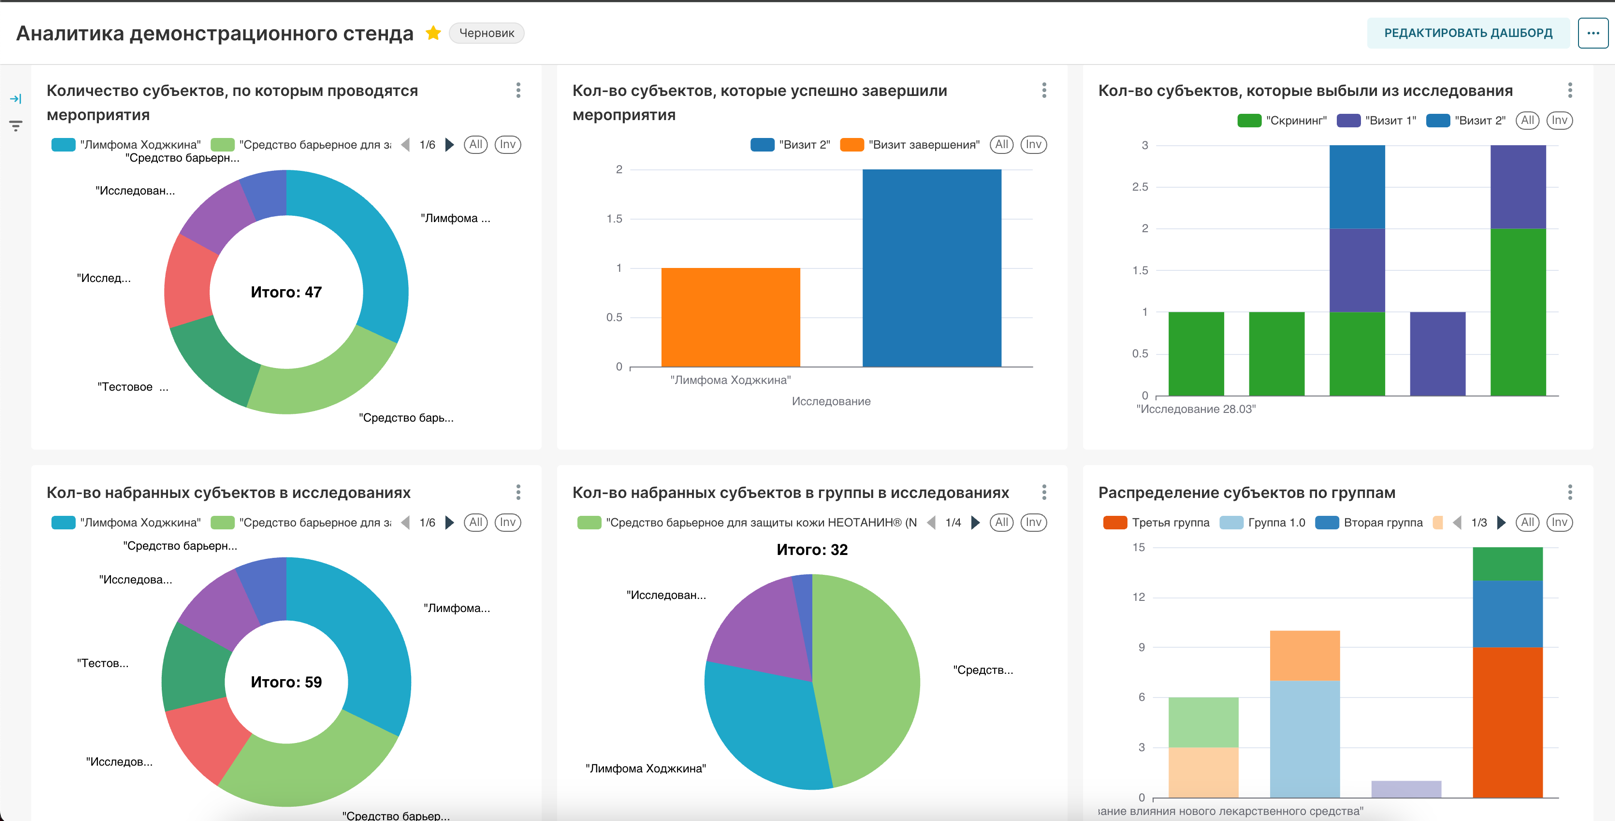 Аналитика демонстрационного стенда
Черновик
РЕДАКТИРОВАТЬ ДАШБОРД
...
Количество субъектов, по которым проводятся
мероприятия
"Лимфома Ходжкина" "Средство барьерное для за 1/6 All Inv
"Средство барьерн...
"Исследован...
"Лимфома ...
"Исслед...
Итого: 47
"Тестовое ...
"Средство барь...
Кол-во субъектов, которые успешно завершили
мероприятия
"Визит 2" "Визит завершения" All Inv
2
1.5
1
0.5
0
"Лимфома Ходжкина"
Исследование
Кол-во субъектов, которые выбыли из исследования
"Скрининг" "Визит 1" "Визит 2" All Inv
3
2.5
2
1.5
1
0.5
0
"Исследование 28.03"
Кол-во набранных субъектов в исследованиях
"Лимфома Ходжкина" "Средство барьерное для за 1/6 All Inv
"Средство барьерн...
"Исследова...
"Лимфома...
"Тестов...
Итого: 59
"Исследов...
"Средство барьер...
Кол-во набранных субъектов в группы в исследованиях
"Средство барьерное для защиты кожи НЕОТАНИН® (N 1/4 All Inv
Итого: 32
"Исследован...
"Средств...
"Лимфома Ходжкина"
Распределение субъектов по группам
Третья группа Группа 1.0 Вторая группа 1/3 All Inv
15
12
9
6
3
0
ание влияния нового лекарственного средства"